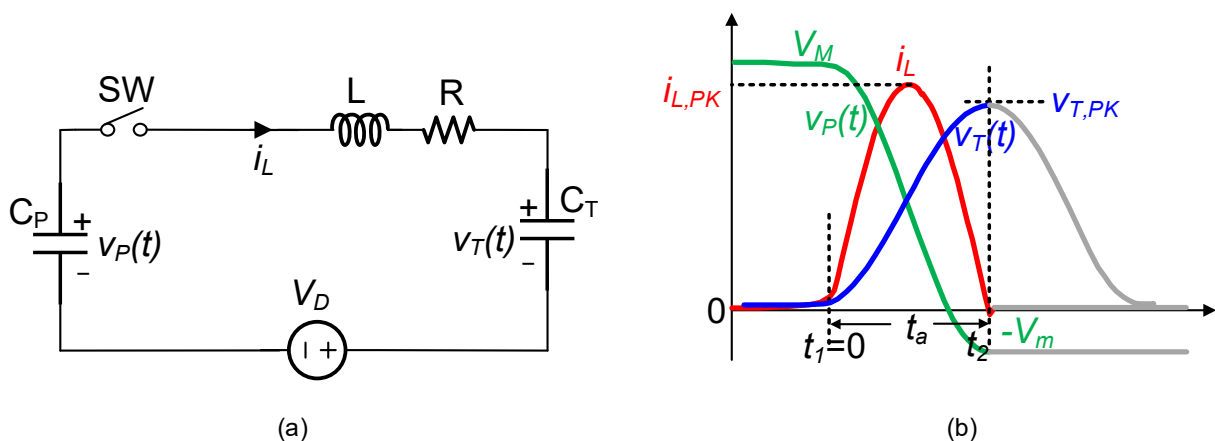 SW
L
R
i_L
C_P
+
v_P(t)
−
+
C_T
v_T(t)
−
V_D
− +
(a)
V_M
i_L
i_L,PK
v_P(t)
v_T(t)
v_T,PK
0
t_1=0
t_a
t_2
-V_m
(b)